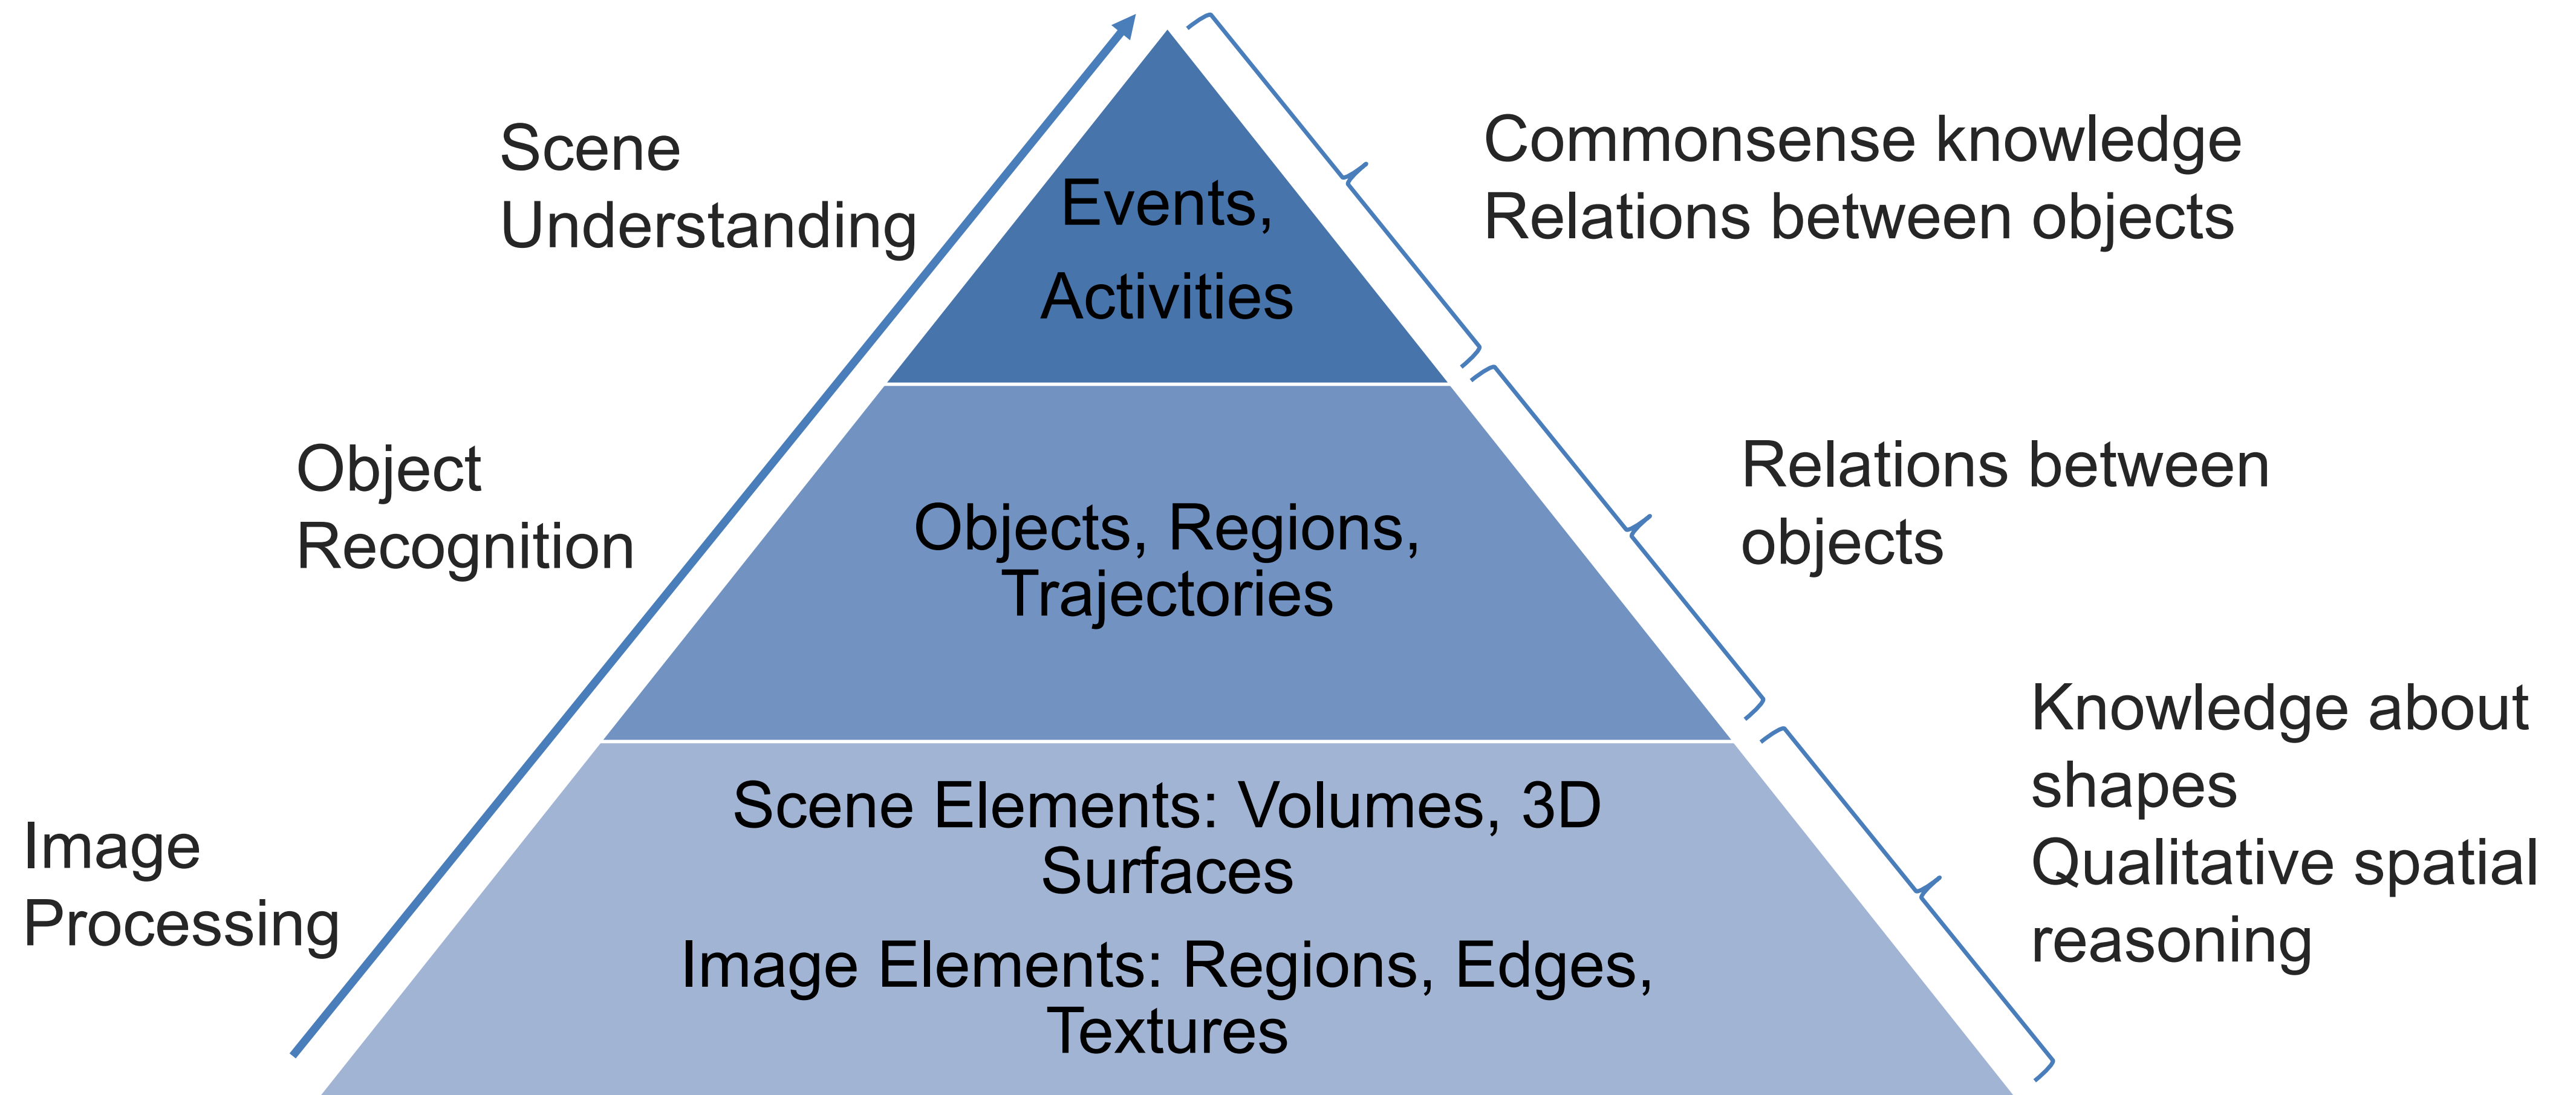 Scene
Understanding
Events,
Activities
Commonsense knowledge
Relations between objects
Object
Recognition
Objects, Regions,
Trajectories
Relations between
objects
Image
Processing
Scene Elements: Volumes, 3D
Surfaces
Image Elements: Regions, Edges,
Textures
Knowledge about
shapes
Qualitative spatial
reasoning